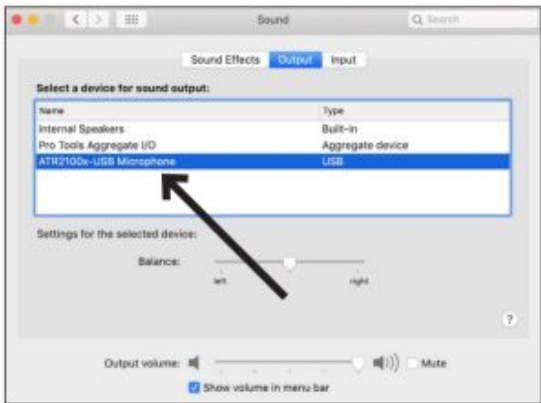 Sound
Search
Sound Effects Output Input
Select a device for sound output:
Name Type
Internal Speakers Built-in
Pro Tools Aggregate I/O Aggregate device
ATR2100x-USB Microphone USB
Settings for the selected device:
Balance:
left right
?
Output volume: Mute
Show volume in menu bar